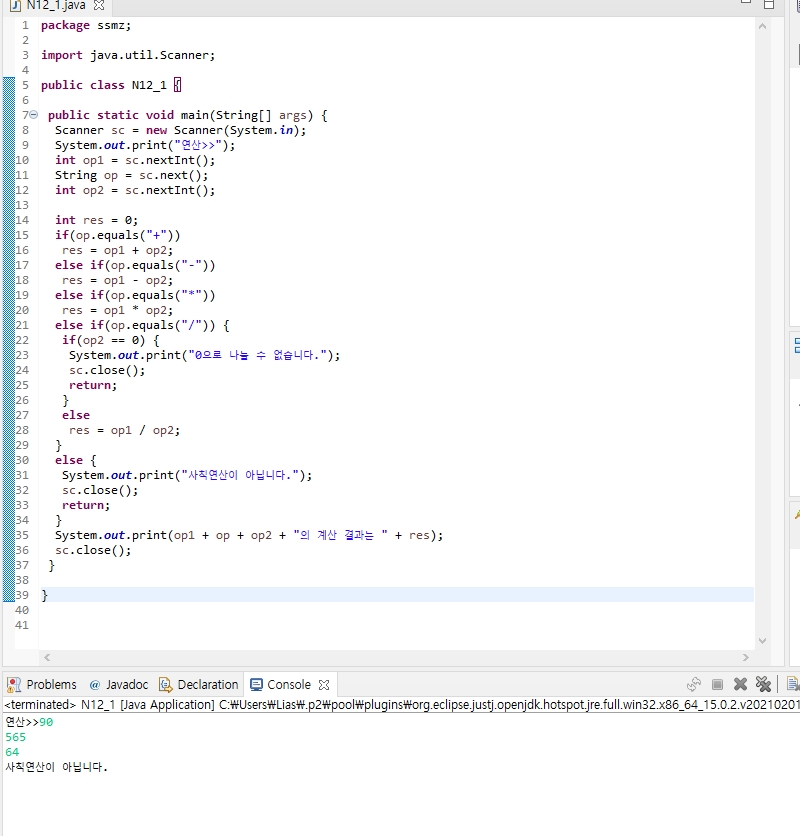 N12_1.java
1 package ssmz;
2
3 import java.util.Scanner;
4
5 public class N12_1 {
6
7 public static void main(String[] args) {
8 Scanner sc = new Scanner(System.in);
9 System.out.print("연산>>");
10 int op1 = sc.nextInt();
11 String op = sc.next();
12 int op2 = sc.nextInt();
13
14 int res = 0;
15 if(op.equals("+"))
16 res = op1 + op2;
17 else if(op.equals("-"))
18 res = op1 - op2;
19 else if(op.equals("*"))
20 res = op1 * op2;
21 else if(op.equals("/")) {
22 if(op2 == 0) {
23 System.out.print("0으로 나눌 수 없습니다.");
24 sc.close();
25 return;
26 }
27 else
28 res = op1 / op2;
29 }
30 else {
31 System.out.print("사칙연산이 아닙니다.");
32 sc.close();
33 return;
34 }
35 System.out.print(op1 + op + op2 + "의 계산 결과는 " + res);
36 sc.close();
37 }
38
39 }
40
41
Problems @ Javadoc Declaration Console
<terminated> N12_1 [Java Application] C:₩Users₩Lias₩.p2₩pool₩plugins₩org.eclipse.justj.openjdk.hotspot.jre.full.win32.x86_64_15.0.2.v20210201
연산>>90
565
64
사칙연산이 아닙니다.